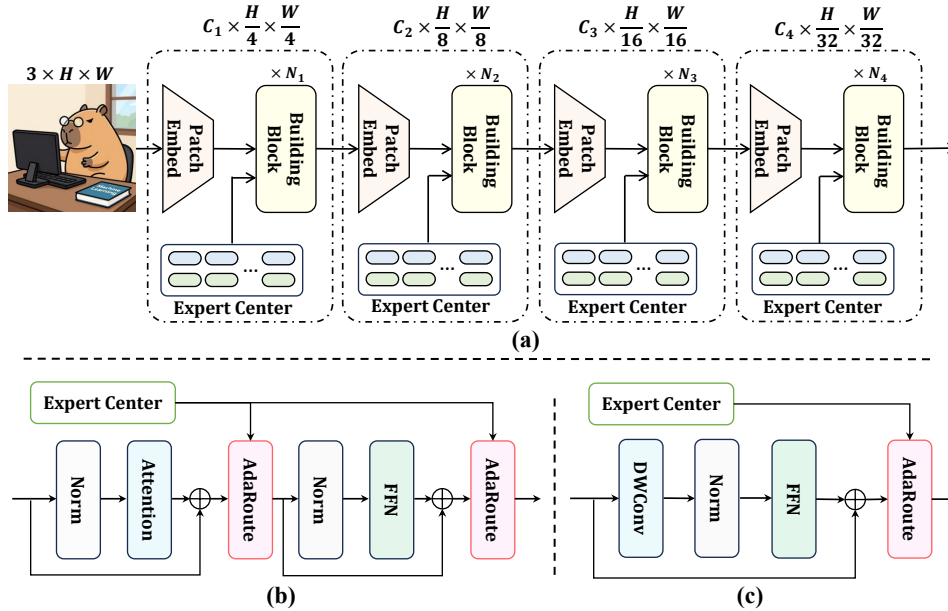 C₁ × H/4 × W/4
C₂ × H/8 × W/8
C₃ × H/16 × W/16
C₄ × H/32 × W/32
3 × H × W
Machine
Learning
Patch
Embed
Building
Block
× N₁
Expert Center
...
Patch
Embed
Building
Block
× N₂
Expert Center
...
Patch
Embed
Building
Block
× N₃
Expert Center
...
Patch
Embed
Building
Block
× N₄
Expert Center
...
(a)
Expert Center
Norm
Attention
AdaRoute
Norm
FFN
AdaRoute
(b)
Expert Center
DWConv
Norm
FFN
AdaRoute
(c)